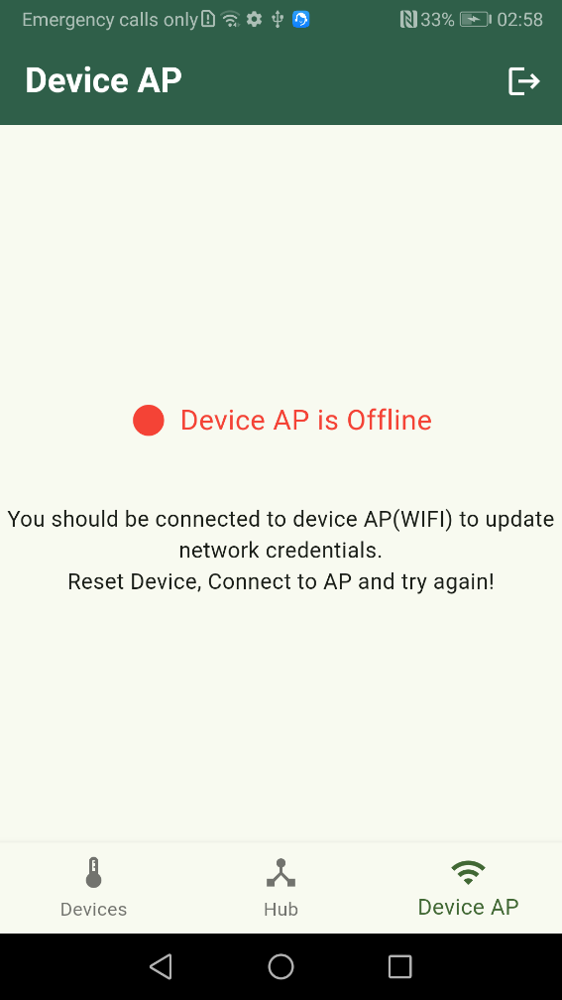 Emergency calls only 33% 02:58
Device AP
Device AP is Offline
You should be connected to device AP(WIFI) to update
network credentials.
Reset Device, Connect to AP and try again!
Devices Hub Device AP